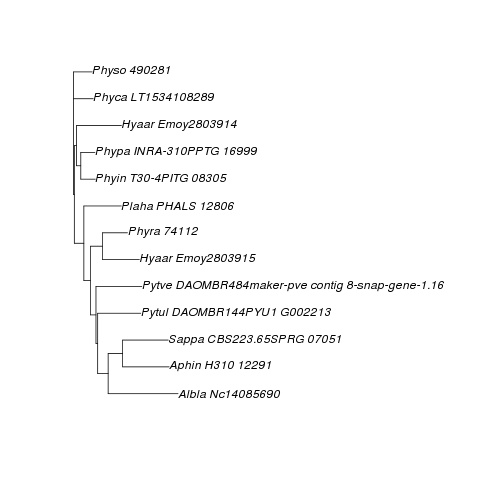 Physo 490281
Phyca LT1534108289
Hyaar Emoy2803914
Phypa INRA-310PPTG 16999
Phyin T30-4PITG 08305
Plaha PHALS 12806
Phyra 74112
Hyaar Emoy2803915
Pytve DAOMBR484maker-pve contig 8-snap-gene-1.16
Pytul DAOMBR144PYU1 G002213
Sappa CBS223.65SPRG 07051
Aphin H310 12291
Albla Nc14085690